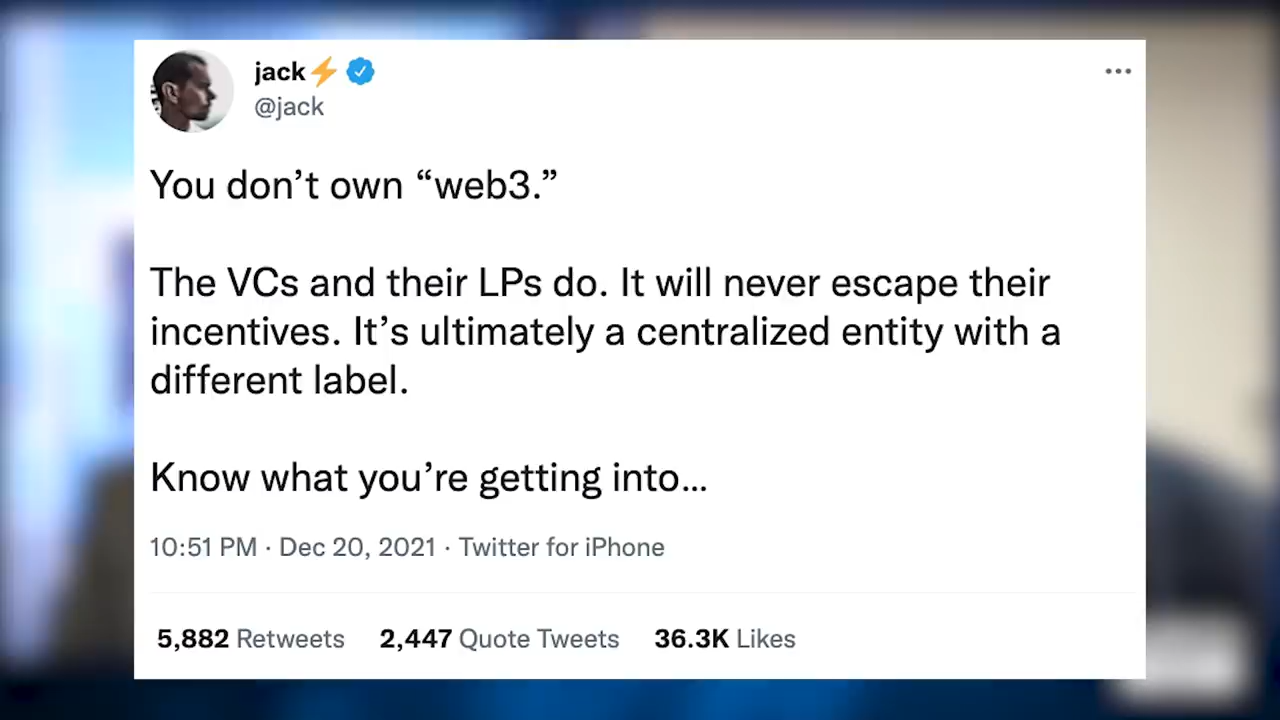 jack⚡
@jack
You don’t own “web3.”
The VCs and their LPs do. It will never escape their
incentives. It’s ultimately a centralized entity with a
different label.
Know what you’re getting into...
10:51 PM · Dec 20, 2021 · Twitter for iPhone
5,882 Retweets 2,447 Quote Tweets 36.3K Likes